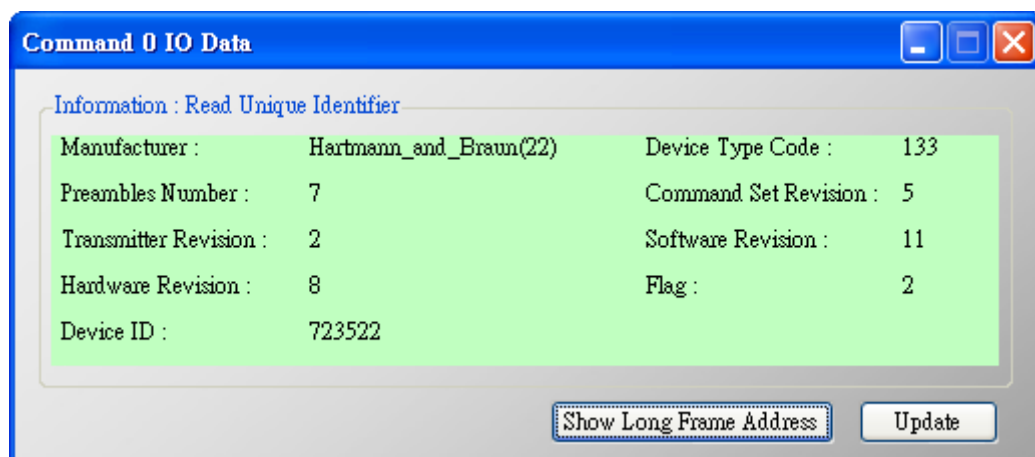 Command 0 IO Data
Information : Read Unique Identifier
Manufacturer : Hartmann_and_Braun(22) Device Type Code : 133
Preambles Number : 7 Command Set Revision : 5
Transmitter Revision : 2 Software Revision : 11
Hardware Revision : 8 Flag : 2
Device ID : 723522
Show Long Frame Address Update